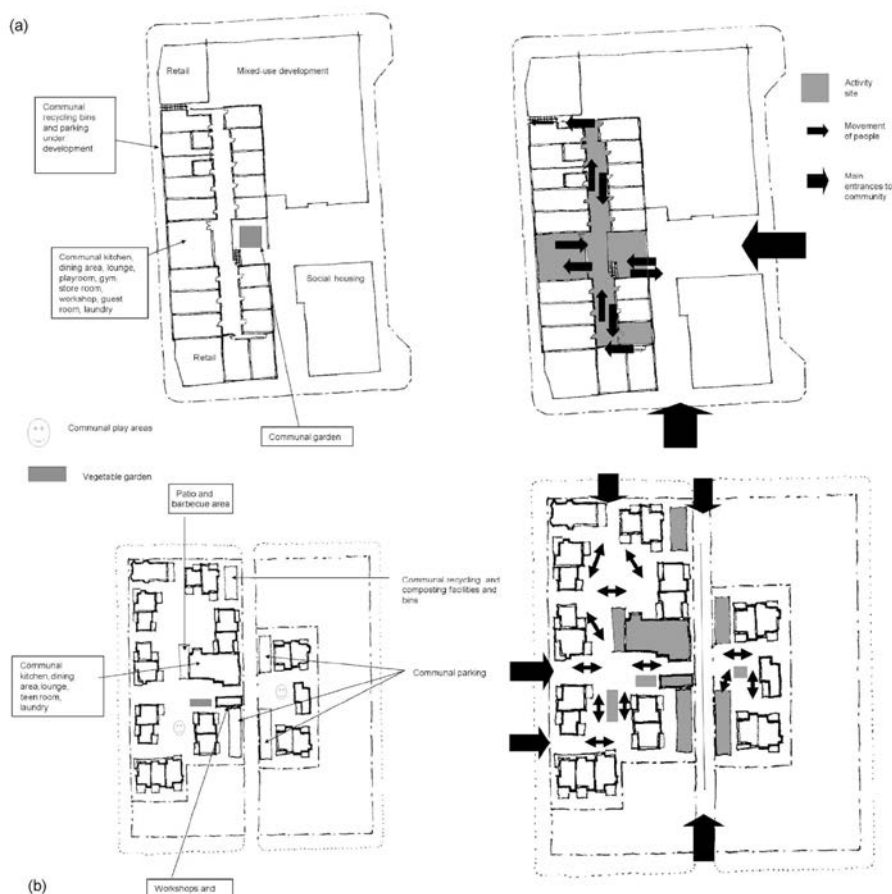 (a)
Retail
Mixed-use development
Communal
recycling bins
and parking
under
development
Communal kitchen,
dining area, lounge,
playroom, gym,
store room,
workshop, guest
room, laundry
Social housing
Retail
Communal play areas
Communal garden
Vegetable garden
Activity
site
Movement
of people
Main
entrances to
community
Patio and
barbecue area
Communal recycling and
composting facilities and
bins
Communal kitchen,
dining area, lounge,
teen room,
laundry
Communal parking
Workshops and
(b)